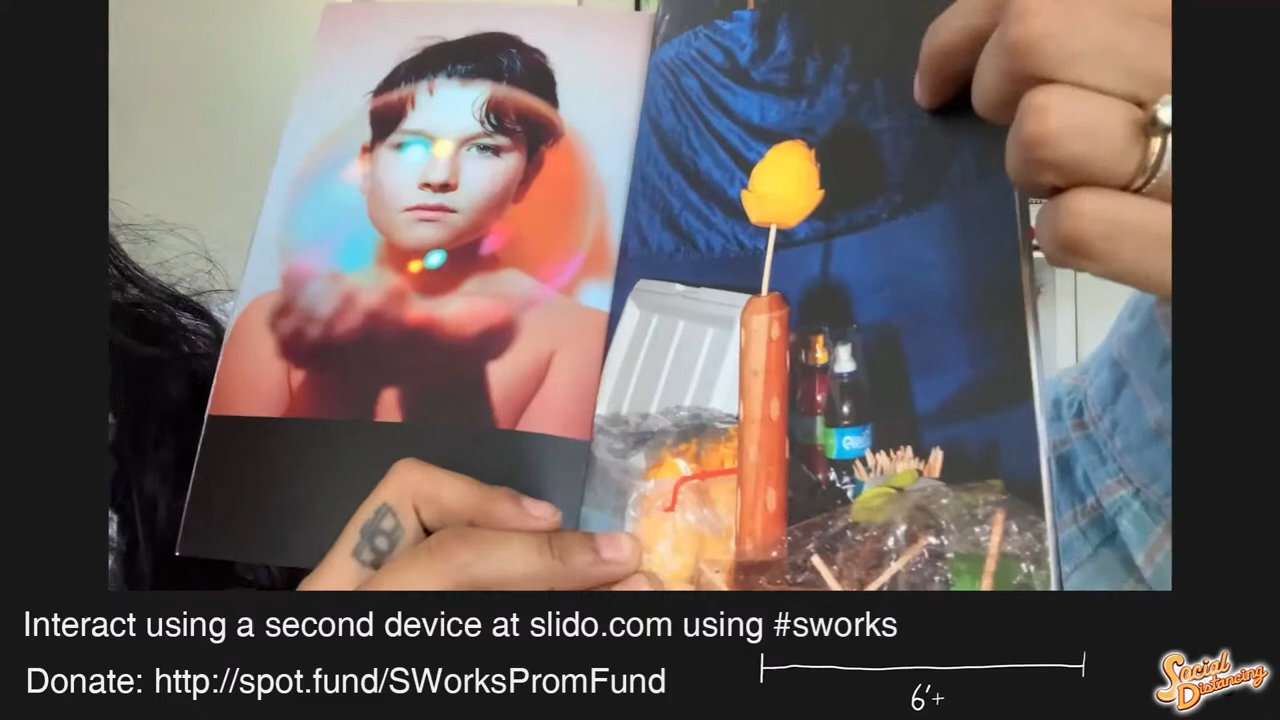 Interact using a second device at slido.com using #sworks
Donate: http://spot.fund/SWorksPromFund
6'+
Social
Distancing